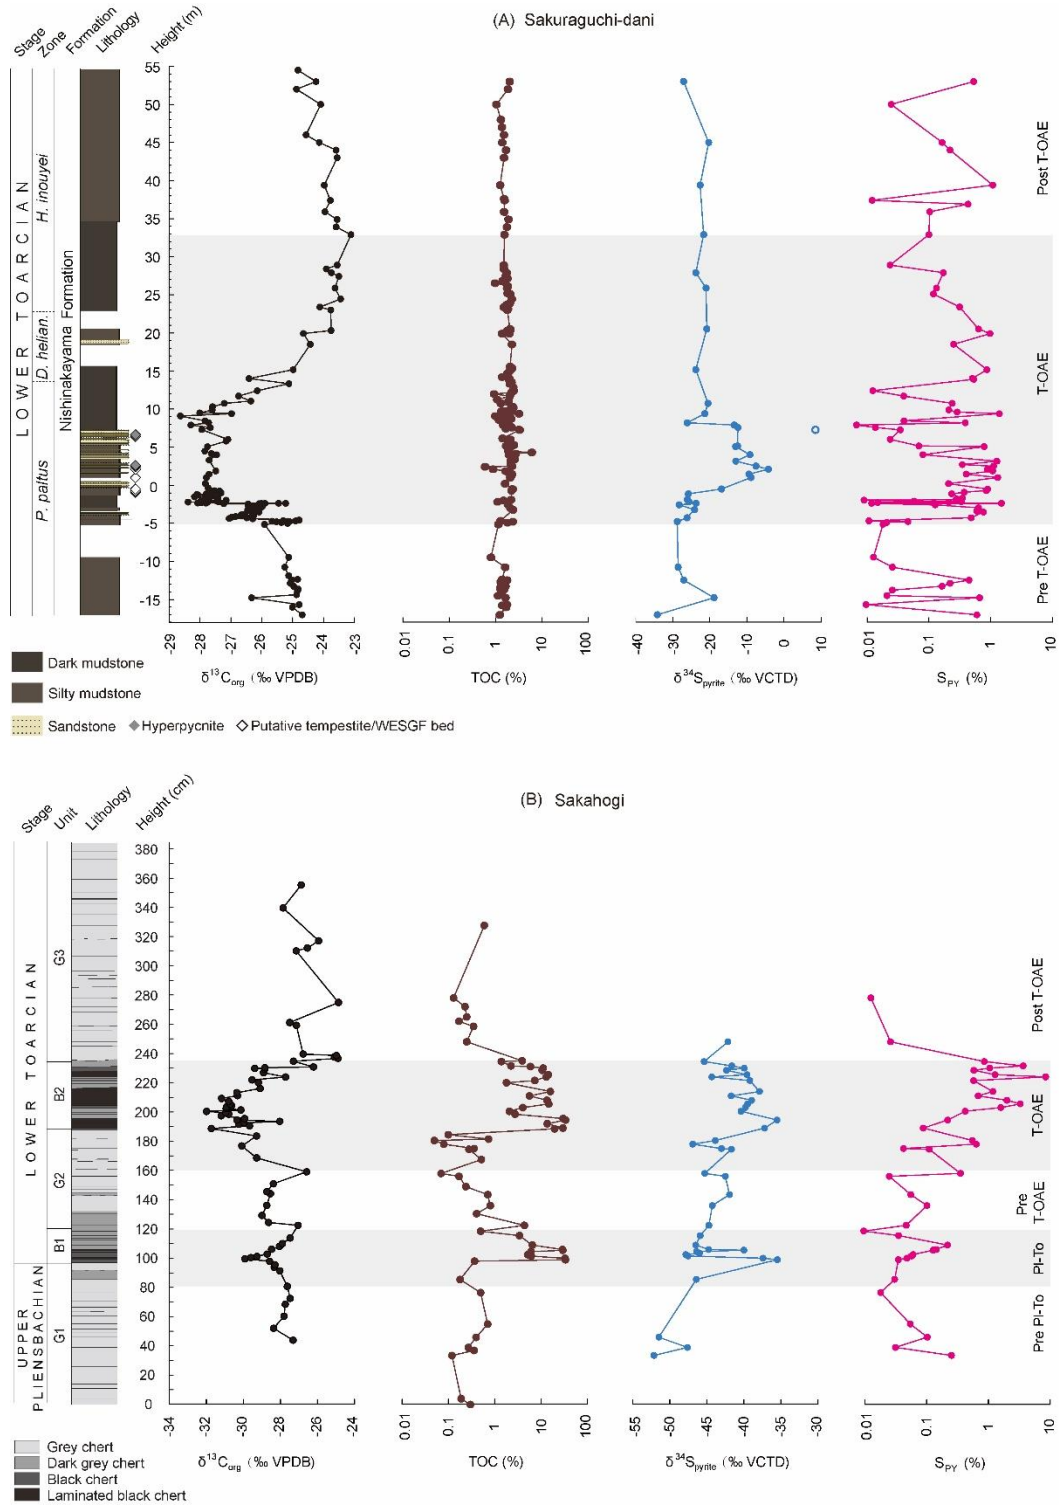 (A) Sakuraguchi-dani
Stage
Zone
Formation
Lithology
Height (m)
LOWER TOARCIAN
P. paltus
D. helian.
H. inouyei
Nishinakayama Formation
55
50
45
40
35
30
25
20
15
10
5
0
-5
-10
-15
Post T-OAE
T-OAE
Pre T-OAE
-29 -28 -27 -26 -25 -24 -23
0.01 0.1 1 10 100
-40 -30 -20 -10 0 10
0.01 0.1 1 10
δ¹³Corg (‰ VPDB)
TOC (%)
δ³⁴Spyrite (‰ VCTD)
SPY (%)
Dark mudstone
Silty mudstone
Sandstone
Hyperpycnite
Putative tempestite/WESGF bed
(B) Sakahogi
Stage
Unit
Lithology
Height (cm)
UPPER PLIENSBACHIAN
LOWER TOARCIAN
G1
B1
G2
B2
G3
380
360
340
320
300
280
260
240
220
200
180
160
140
120
100
80
60
40
20
0
Post T-OAE
T-OAE
Pre T-OAE
Pl-To
Pre Pl-To
-34 -32 -30 -28 -26 -24
0.01 0.1 1 10 100
-55 -50 -45 -40 -35 -30
0.01 0.1 1 10
δ¹³Corg (‰ VPDB)
TOC (%)
δ³⁴Spyrite (‰ VCTD)
SPY (%)
Grey chert
Dark grey chert
Black chert
Laminated black chert